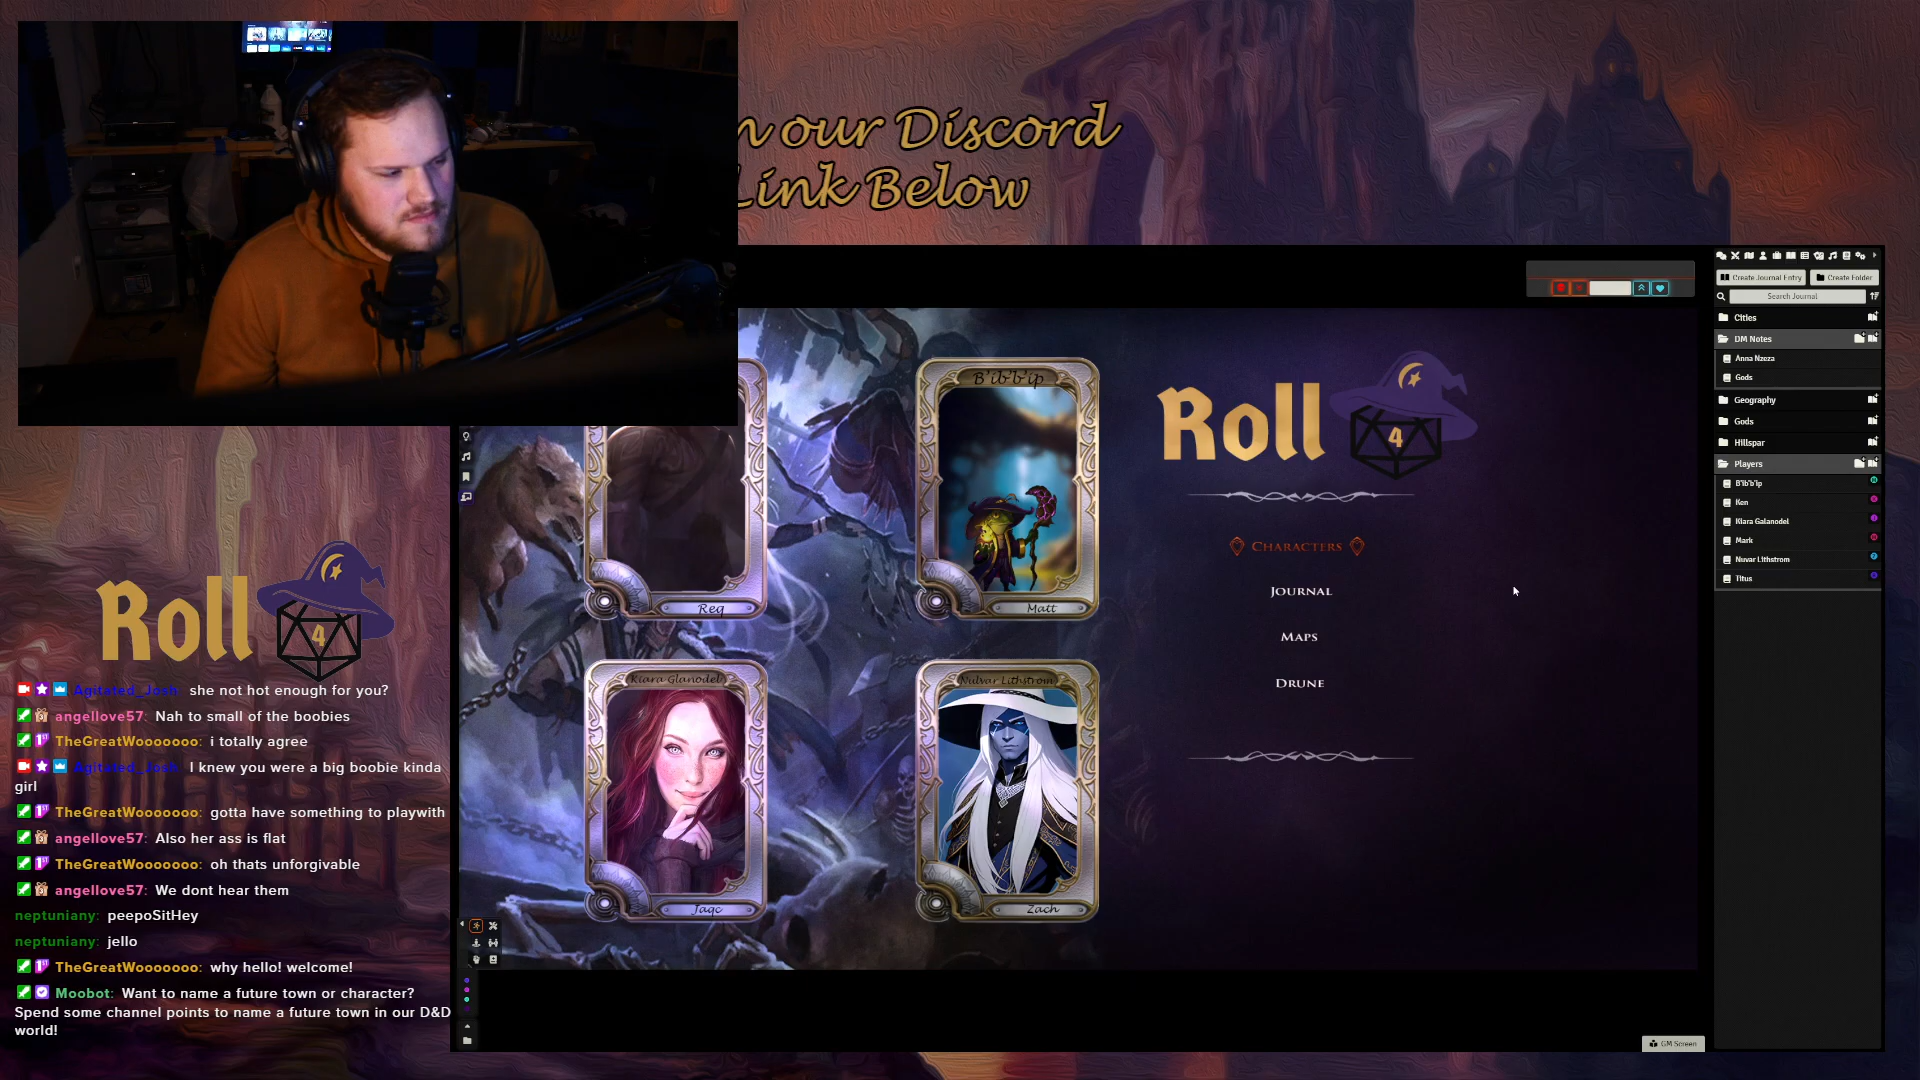 n our Discord
Link Below
Create Journal Entry
Create Folder
Search Journal
Cities
DM Notes
Anna Nzeza
Gods
Geography
Gods
Hillspar
Players
B'ib'b'ip
Ken
Kiara Galanodel
Mark
Nuvar Lithstrom
Titus
B'ib'b'ip
Req
Matt
Kiara Glanodel
Nulvar Lithstrom
Jaqc
Zach
Roll
4
Characters
Journal
Maps
Drune
GM Screen
Roll
4
Agitated_Josh: she not hot enough for you?
angellove57: Nah to small of the boobies
TheGreatWooooooo: i totally agree
Agitated_Josh: I knew you were a big boobie kinda
girl
TheGreatWooooooo: gotta have something to playwith
angellove57: Also her ass is flat
TheGreatWooooooo: oh thats unforgivable
angellove57: We dont hear them
neptuniany: peepoSitHey
neptuniany: jello
TheGreatWooooooo: why hello! welcome!
Moobot: Want to name a future town or character?
Spend some channel points to name a future town in our D&D
world!